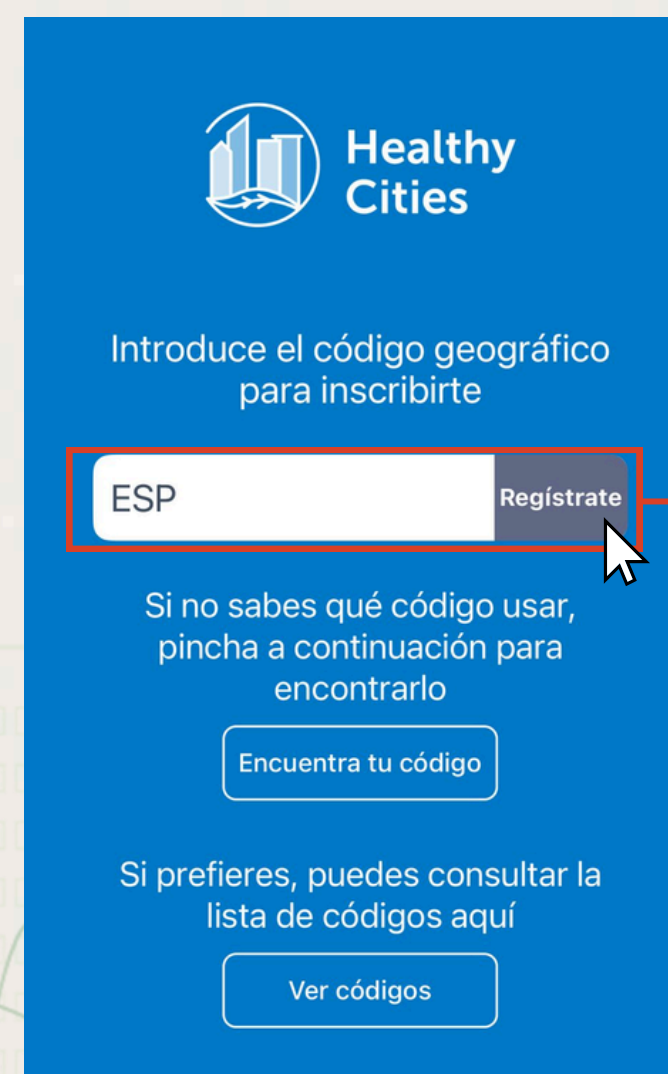 Healthy
Cities
Introduce el código geográfico
para inscribirte
ESP
Regístrate
Si no sabes qué código usar,
pincha a continuación para
encontrarlo
Encuentra tu código
Si prefieres, puedes consultar la
lista de códigos aquí
Ver códigos